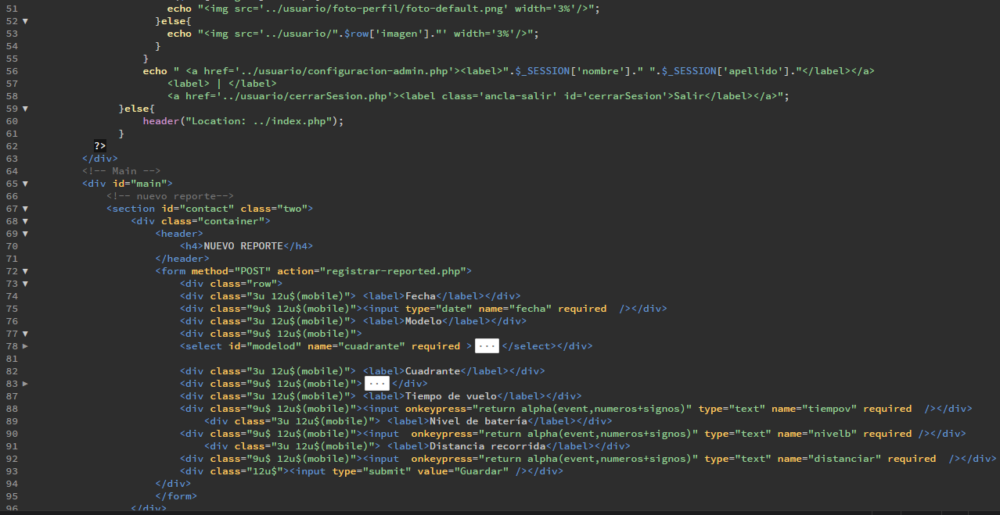 51 echo "<img src='../usuario/foto-perfil/foto-default.png' width='3%'/>";
52 ▼ }else{
53 echo "<img src='../usuario/".$row['imagen']."' width='3%'/>";
54 }
55 }
56 echo " <a href='../usuario/configuracion-admin.php'><label>".$_SESSION['nombre']." ".$_SESSION['apellido']."</label></a>
57 <label> | </label>
58 <a href='../usuario/cerrarSesion.php'><label class='ancla-salir' id='cerrarSesion'>Salir</label></a>";
59 ▼ }else{
60 header("Location: ../index.php");
61 }
62 ?>
63 </div>
64 <!-- Main -->
65 ▼ <div id="main">
66 <!-- nuevo reporte-->
67 ▼ <section id="contact" class="two">
68 ▼ <div class="container">
69 ▼ <header>
70 <h4>NUEVO REPORTE</h4>
71 </header>
72 ▼ <form method="POST" action="registrar-reported.php">
73 ▼ <div class="row">
74 <div class="3u 12u$(mobile)"> <label>Fecha</label></div>
75 <div class="9u$ 12u$(mobile)"><input type="date" name="fecha" required  /></div>
76 <div class="3u 12u$(mobile)"> <label>Modelo</label></div>
77 ▼ <div class="9u$ 12u$(mobile)">
78 ▶ <select id="modelod" name="cuadrante" required > ... </select></div>
81
82 <div class="3u 12u$(mobile)"> <label>Cuadrante</label></div>
83 ▶ <div class="9u$ 12u$(mobile)"> ... </div>
87 <div class="3u 12u$(mobile)"> <label>Tiempo de vuelo</label></div>
88 <div class="9u$ 12u$(mobile)"><input onkeypress="return alpha(event,numeros+signos)" type="text" name="tiempov" required  /></div>
89 <div class="3u 12u$(mobile)"> <label>Nivel de batería</label></div>
90 <div class="9u$ 12u$(mobile)"><input  onkeypress="return alpha(event,numeros+signos)" type="text" name="nivelb" required /></div>
91 <div class="3u 12u$(mobile)"> <label>Distancia recorrida</label></div>
92 <div class="9u$ 12u$(mobile)"><input  onkeypress="return alpha(event,numeros+signos)" type="text" name="distanciar" required  /></div>
93 <div class="12u$"><input type="submit" value="Guardar" /></div>
94 </div>
95 </form>
96 </div>